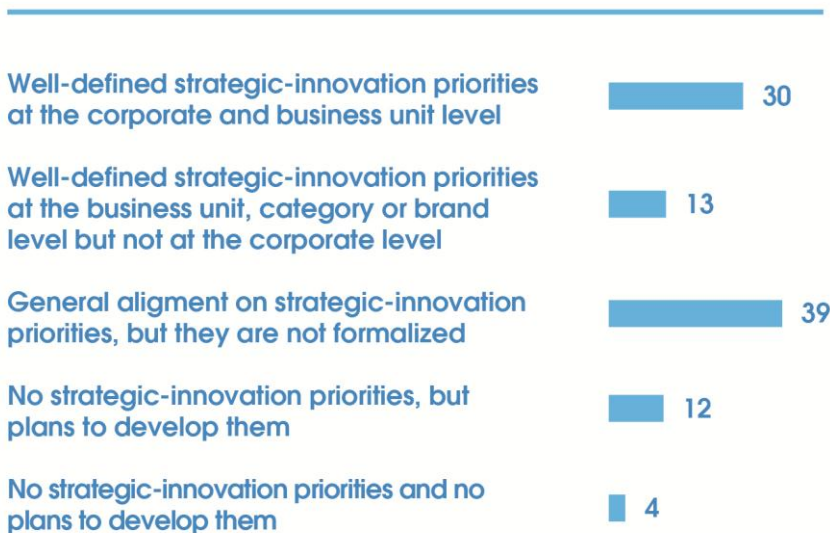 Well-defined strategic-innovation priorities
at the corporate and business unit level
30
Well-defined strategic-innovation priorities
at the business unit, category or brand
level but not at the corporate level
13
General aligment on strategic-innovation
priorities, but they are not formalized
39
No strategic-innovation priorities, but
plans to develop them
12
No strategic-innovation priorities and no
plans to develop them
4